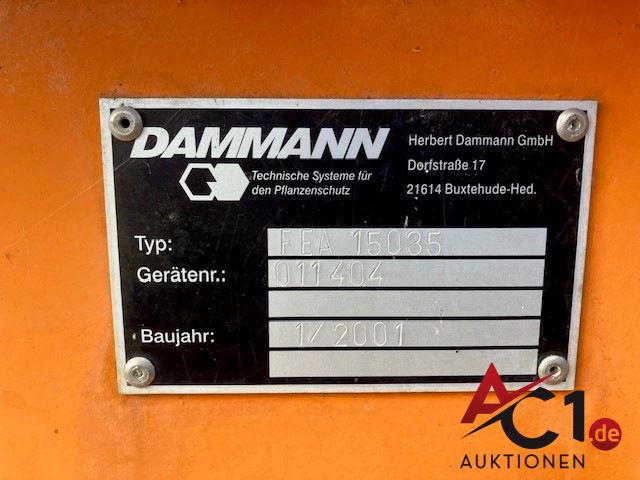 DAMMANN
Technische Systeme für
den Pflanzenschutz
Herbert Dammann GmbH
Dorfstraße 17
21614 Buxtehude-Hed.
Typ: FEA 15035
Gerätenr.: 011404
Baujahr: 1/2001
AC1.de
AUKTIONEN